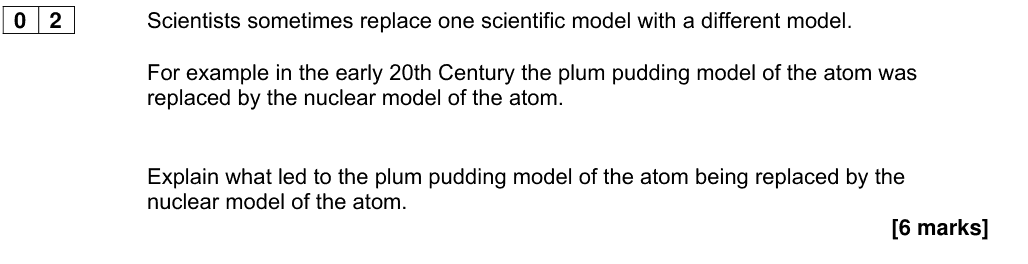 0 2 Scientists sometimes replace one scientific model with a different model.
For example in the early 20th Century the plum pudding model of the atom was
replaced by the nuclear model of the atom.
Explain what led to the plum pudding model of the atom being replaced by the
nuclear model of the atom.
[6 marks]